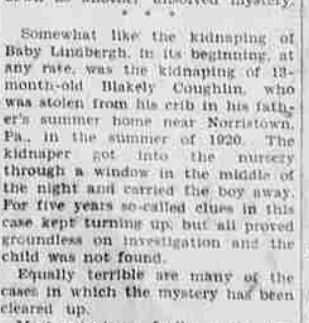 * * *
Somewhat like the kidnaping of
Baby Lindbergh, in its beginning, at
any rate, was the kidnaping of 13-
month-old Blakely Coughlin, who
was stolen from his crib in his fath-
er's summer home near Norristown,
Pa., in the summer of 1920. The
kidnaper got into the nursery
through a window in the middle of
the night and carried the boy away.
For five years so-called clues in this
case kept turning up, but all proved
groundless on investigation and the
child was not found.
Equally terrible are many of the
cases in which the mystery has been
cleared up.